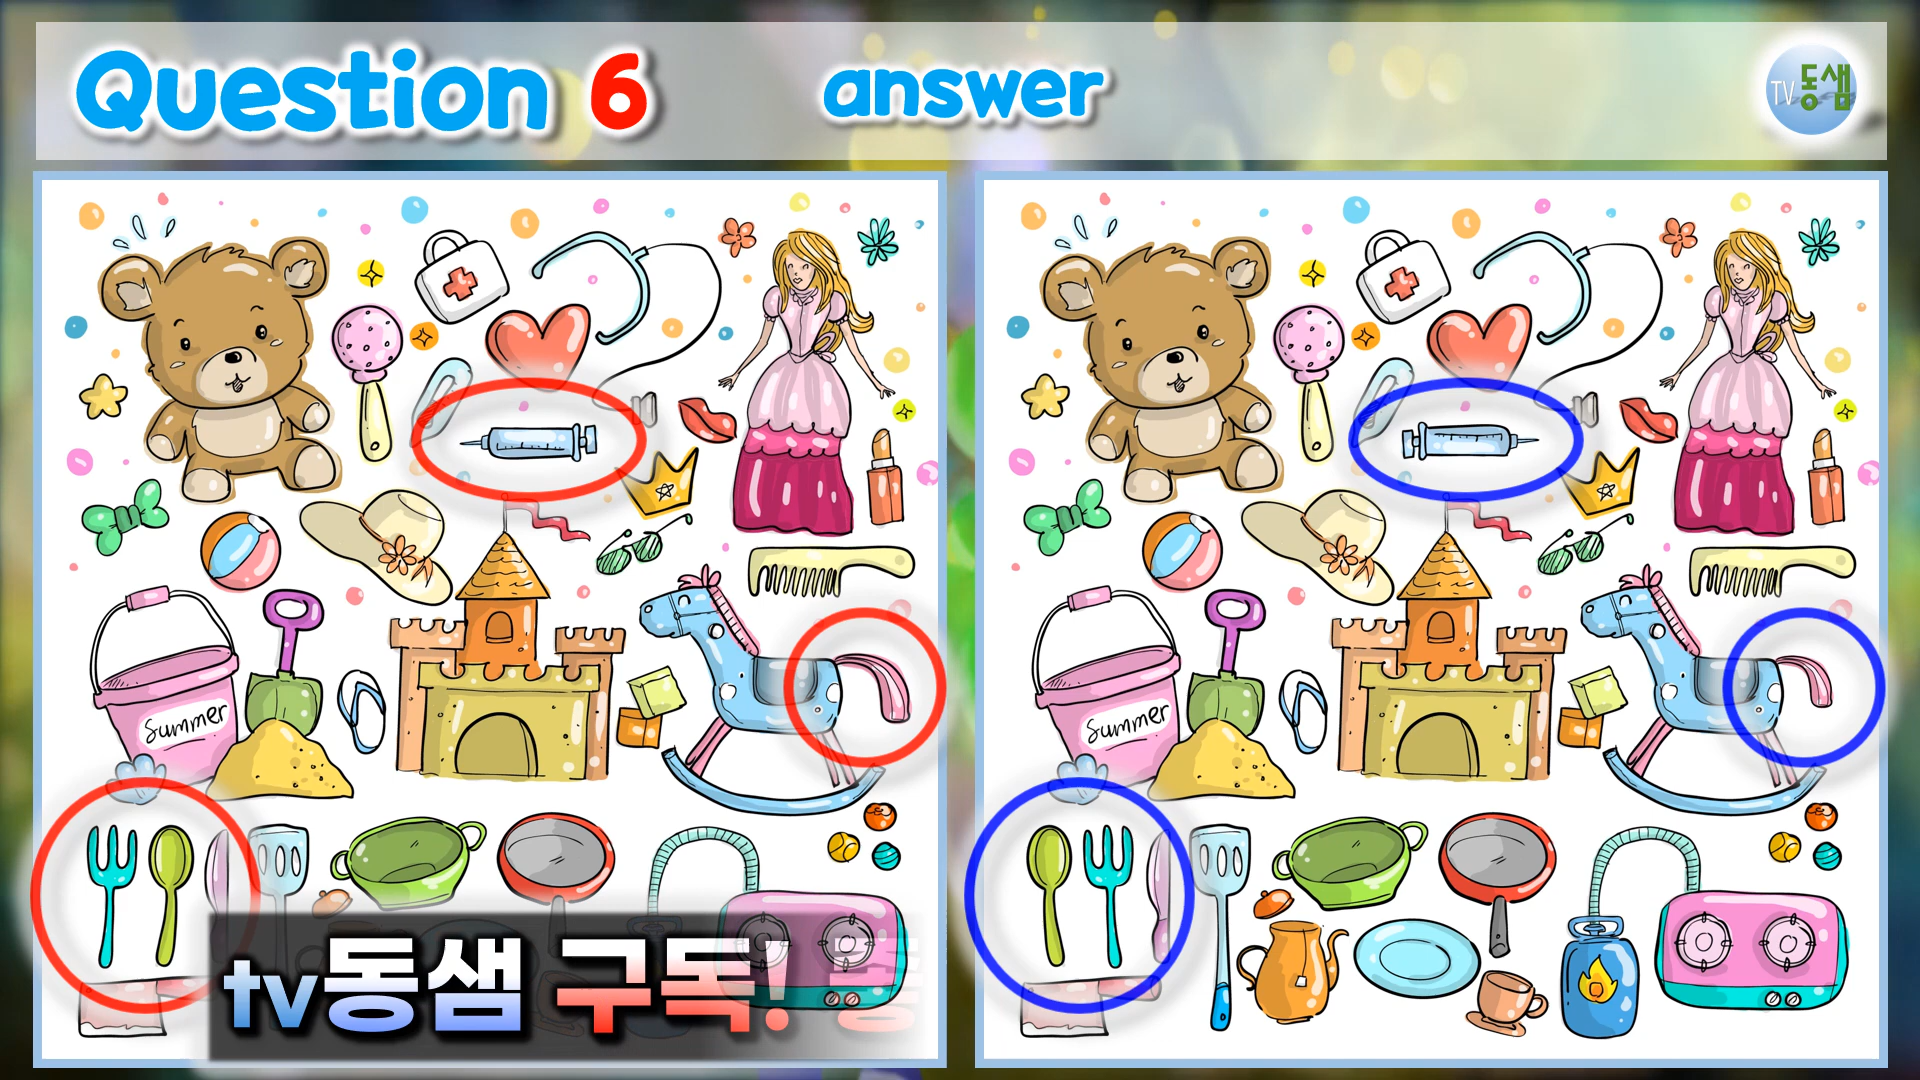 Question 6
answer
TV동샘
Summer
Summer
tv동샘 구독!